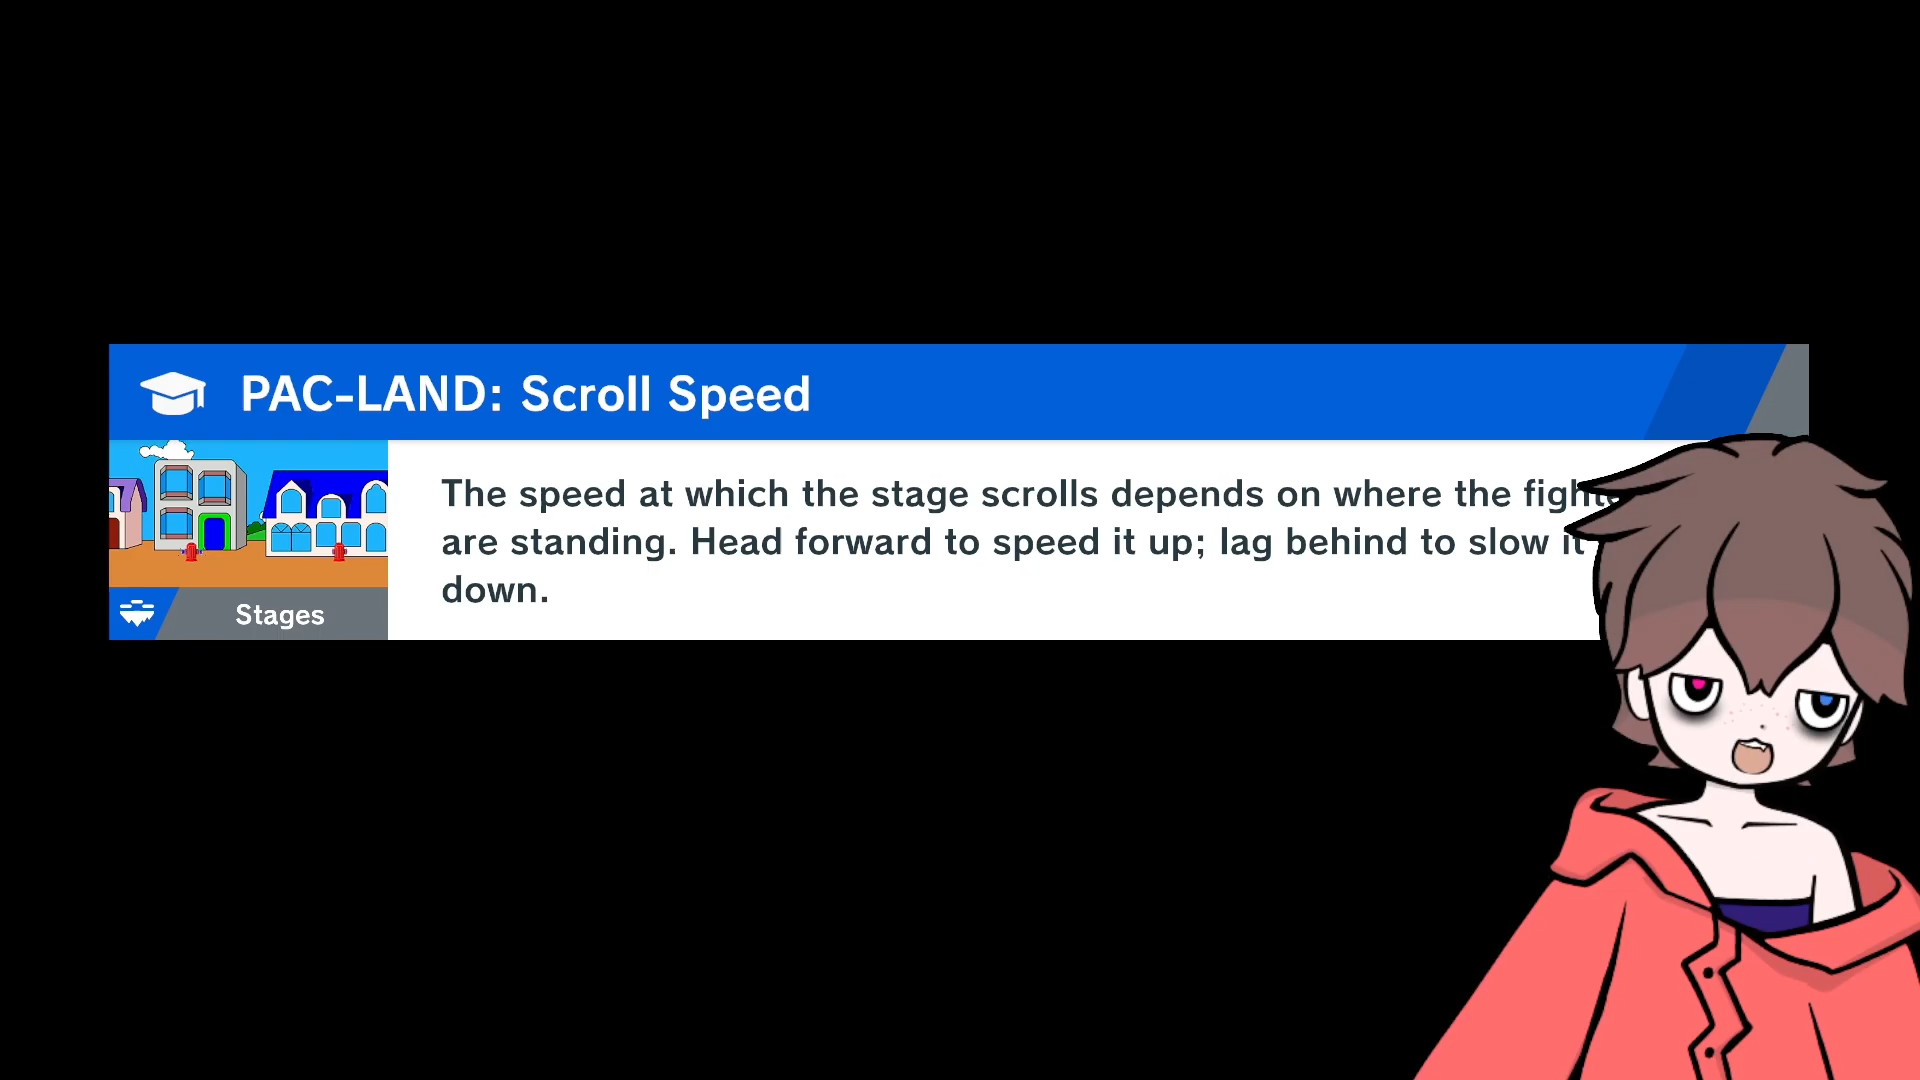 PAC-LAND: Scroll Speed
The speed at which the stage scrolls depends on where the
are standing. Head forward to speed it up; lag behind to slow it
down.
Stages